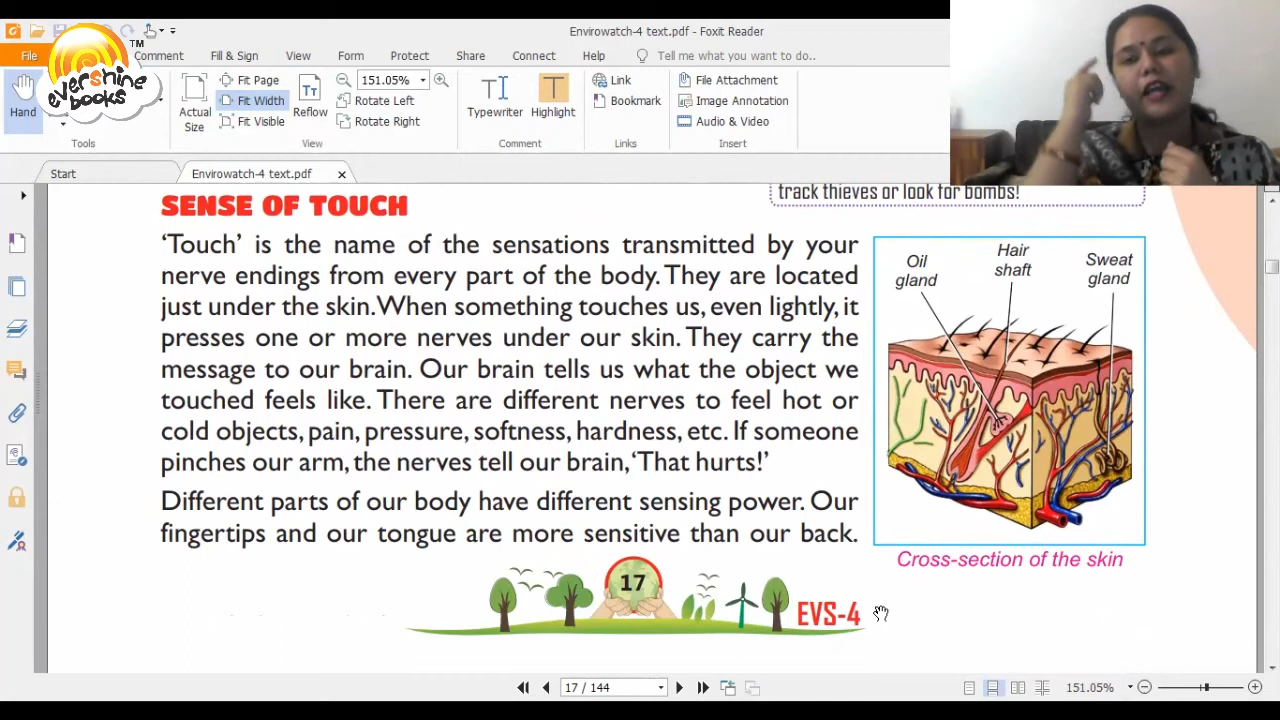 Envirowatch-4 text.pdf - Foxit Reader
TM
evershine
books
File
Comment
Fill & Sign
View
Form
Protect
Share
Connect
Help
Tell me what you want to do..
Hand
Actual
Size
Fit Page
Fit Width
Fit Visible
Reflow
151.05%
Rotate Left
Rotate Right
Typewriter
Highlight
Link
Bookmark
File Attachment
Image Annotation
Audio & Video
Tools
View
Comment
Links
Insert
Start
Envirowatch-4 text.pdf
track thieves or look for bombs!
SENSE OF TOUCH
‘Touch’ is the name of the sensations transmitted by your
nerve endings from every part of the body. They are located
just under the skin. When something touches us, even lightly, it
presses one or more nerves under our skin. They carry the
message to our brain. Our brain tells us what the object we
touched feels like. There are different nerves to feel hot or
cold objects, pain, pressure, softness, hardness, etc. If someone
pinches our arm, the nerves tell our brain, ‘That hurts!’
Different parts of our body have different sensing power. Our
fingertips and our tongue are more sensitive than our back.
Oil
gland
Hair
shaft
Sweat
gland
Cross-section of the skin
17
EVS-4
17 / 144
151.05%